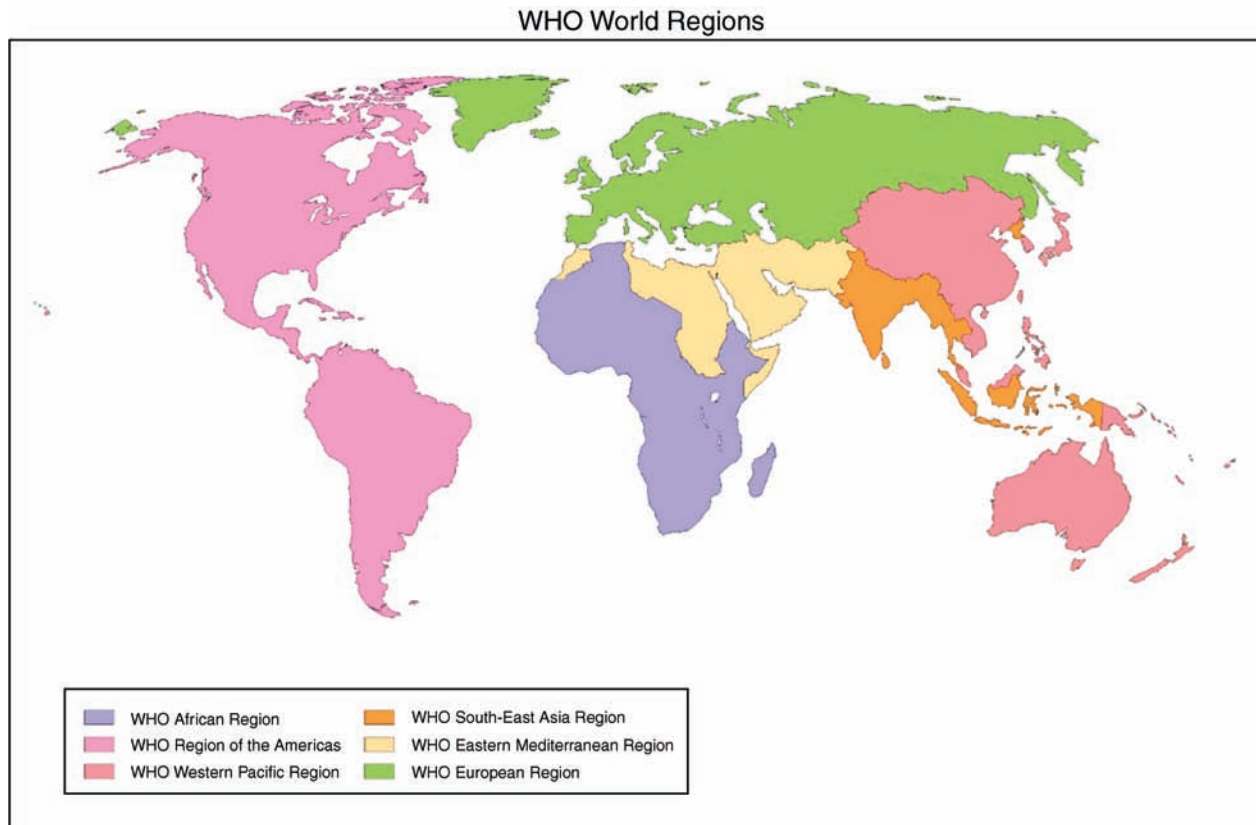 WHO World Regions
WHO African Region
WHO Region of the Americas
WHO Western Pacific Region
WHO South-East Asia Region
WHO Eastern Mediterranean Region
WHO European Region